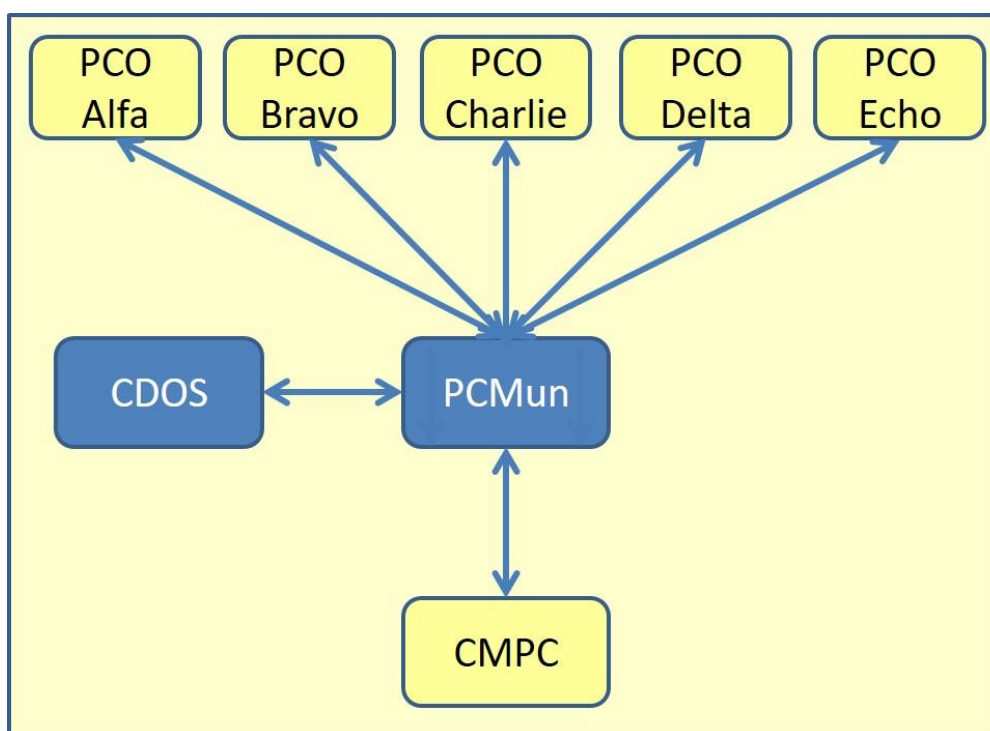 PCO
Alfa
PCO
Bravo
PCO
Charlie
PCO
Delta
PCO
Echo
CDOS
PCMun
CMPC